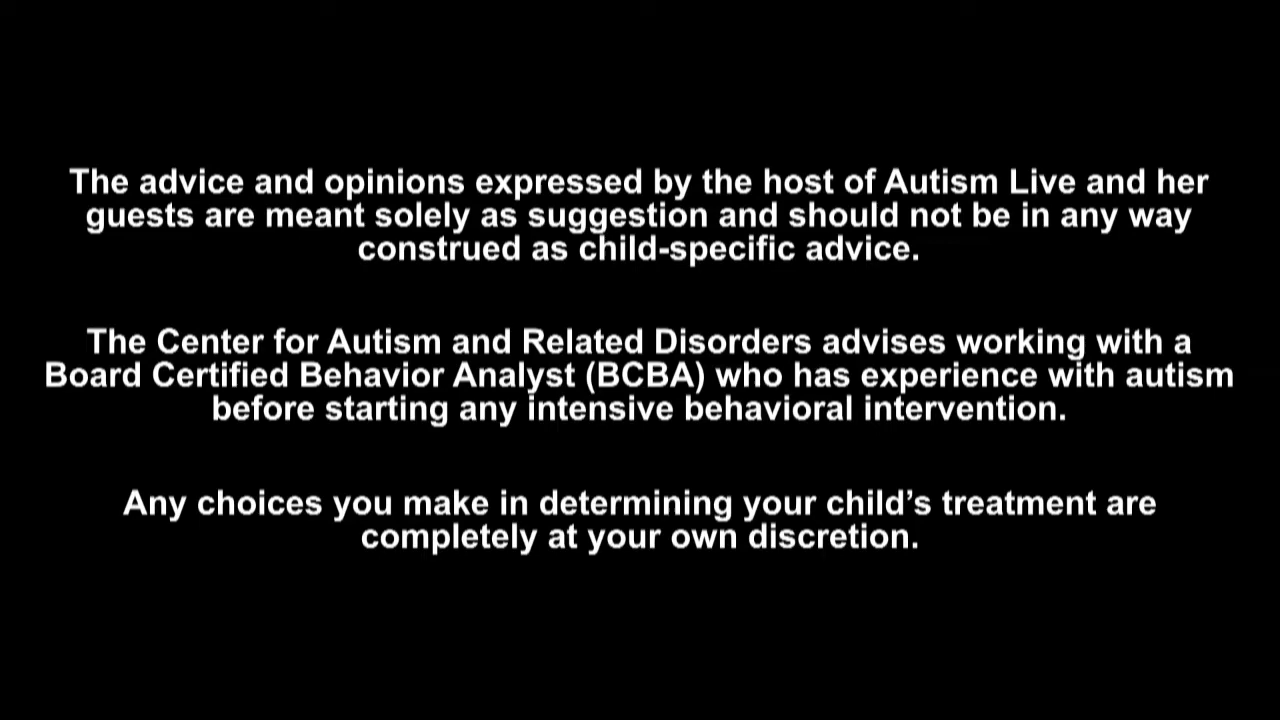 The advice and opinions expressed by the host of Autism Live and her
guests are meant solely as suggestion and should not be in any way
construed as child-specific advice.
The Center for Autism and Related Disorders advises working with a
Board Certified Behavior Analyst (BCBA) who has experience with autism
before starting any intensive behavioral intervention.
Any choices you make in determining your child’s treatment are
completely at your own discretion.